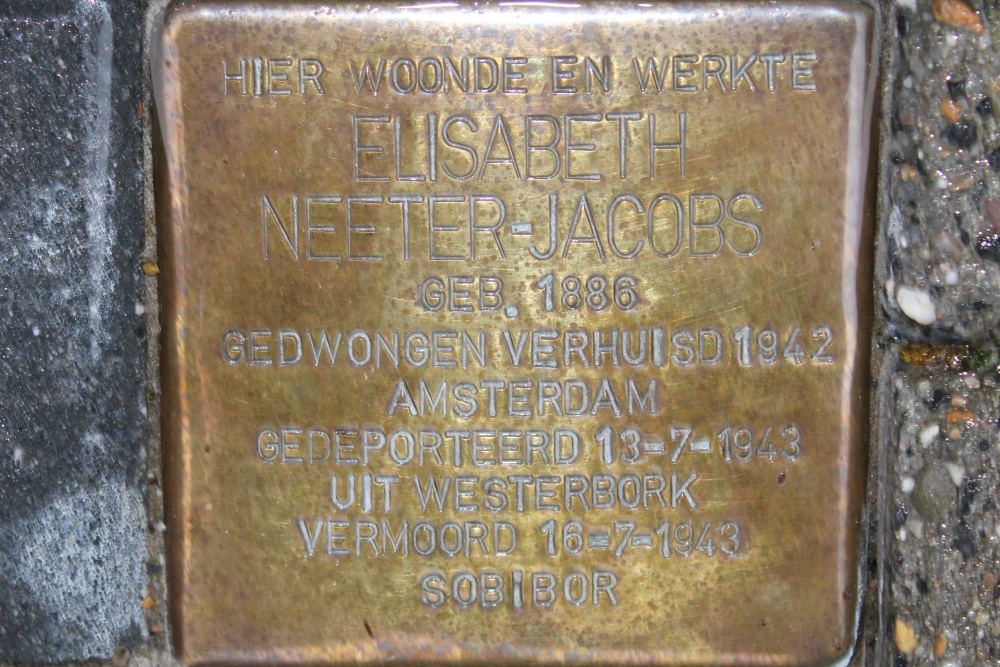 HIER WOONDE EN WERKTE
ELISABETH
NEETER-JACOBS
GEB. 1886
GEDWONGEN VERHUISD 1942
AMSTERDAM
GEDEPORTEERD 13-7-1943
UIT WESTERBORK
VERMOORD 16-7-1943
SOBIBOR